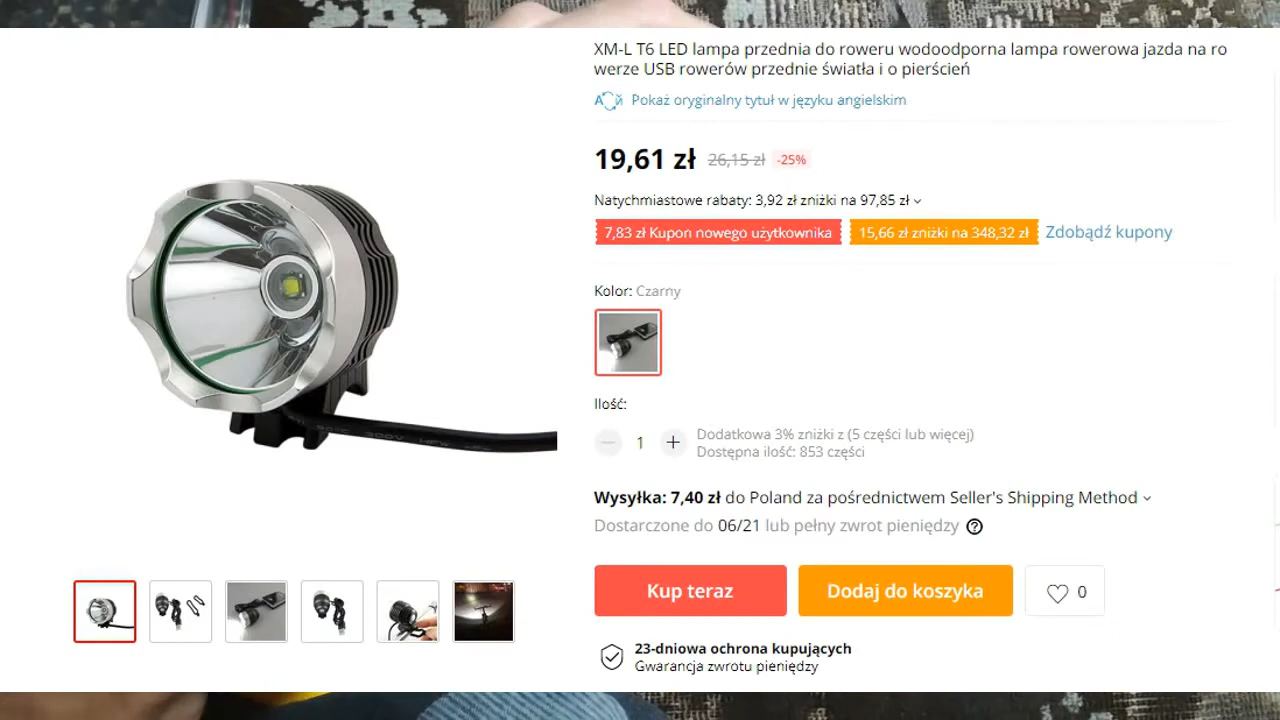 XM-L T6 LED lampa przednia do roweru wodoodporna lampa rowerowa jazda na ro
werze USB rowerów przednie światła i o pierścień
Pokaż oryginalny tytuł w języku angielskim
19,61 zł 26,15 zł -25%
Natychmiastowe rabaty: 3,92 zł zniżki na 97,85 zł
7,83 zł Kupon nowego użytkownika 15,66 zł zniżki na 348,32 zł Zdobądź kupony
Kolor: Czarny
Ilość:
1
Dodatkowa 3% zniżki z (5 części lub więcej)
Dostępna ilość: 853 części
Wysyłka: 7,40 zł do Poland za pośrednictwem Seller's Shipping Method
Dostarczone do 06/21 lub pełny zwrot pieniędzy
Kup teraz Dodaj do koszyka 0
23-dniowa ochrona kupujących
Gwarancja zwrotu pieniędzy